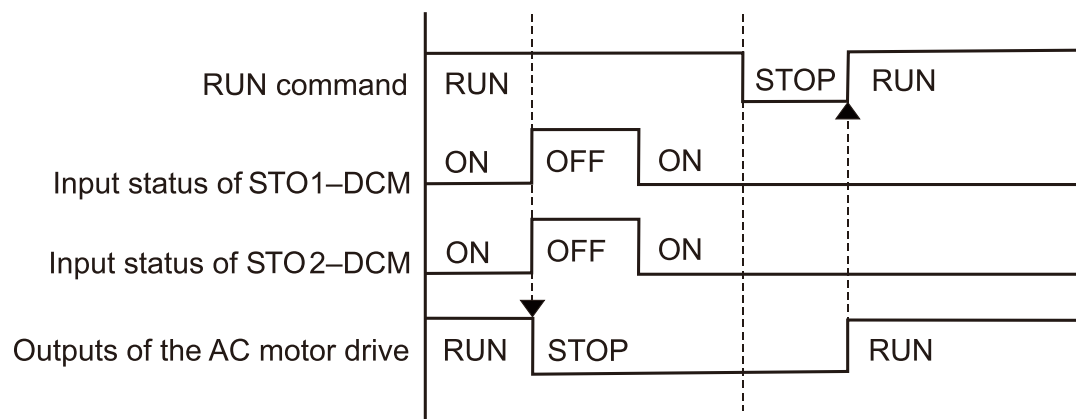 RUN command RUN STOP RUN
Input status of STO1–DCM ON OFF ON
Input status of STO2–DCM ON OFF ON
Outputs of the AC motor drive RUN STOP RUN